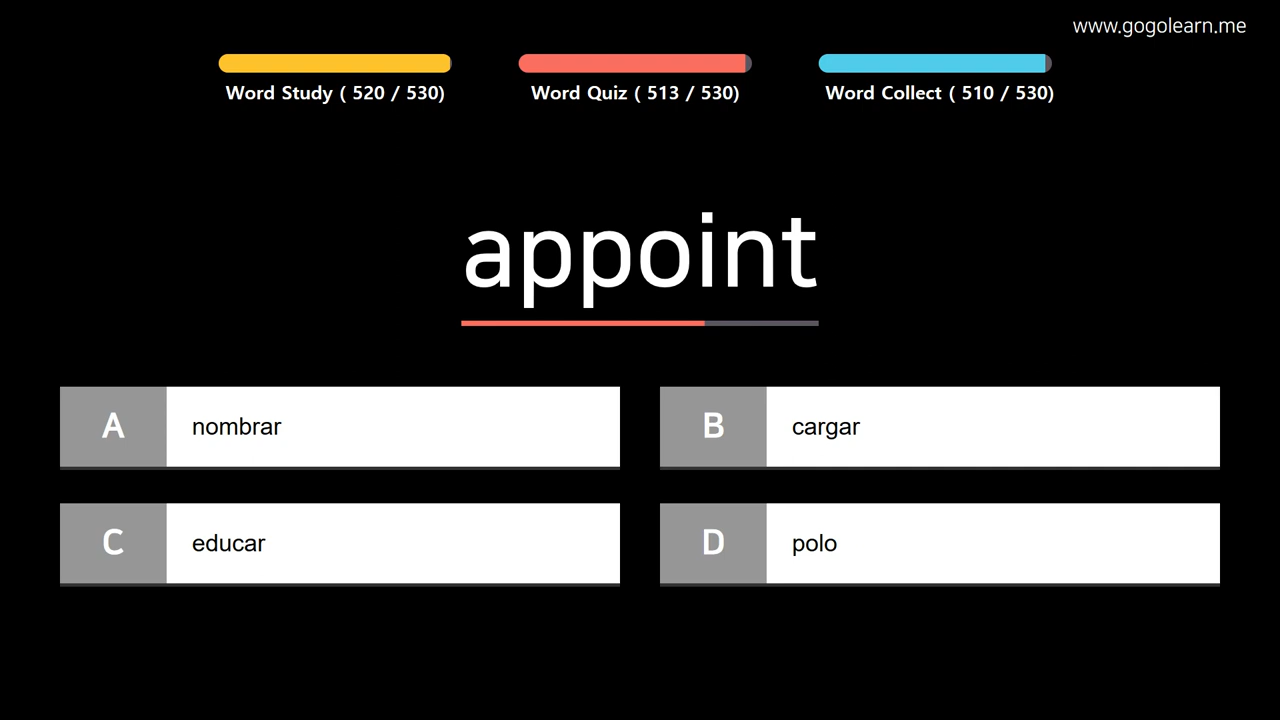 www.gogolearn.me
Word Study ( 520 / 530)
Word Quiz ( 513 / 530)
Word Collect ( 510 / 530)
appoint
A nombrar
B cargar
C educar
D polo